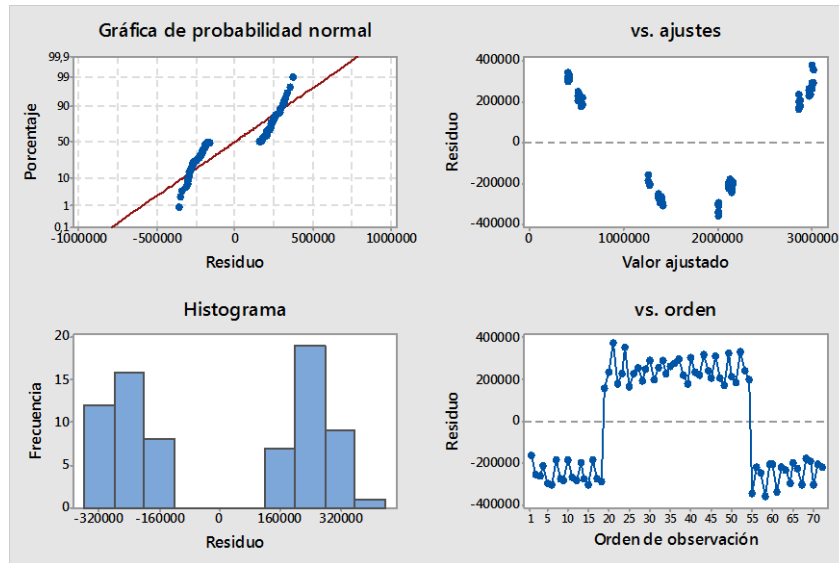 Gráfica de probabilidad normal
99,9
99
90
50
10
1
0,1
Porcentaje
-1000000 -500000 0 500000 1000000
Residuo
vs. ajustes
400000
200000
0
-200000
-400000
Residuo
0 1000000 2000000 3000000
Valor ajustado
Histograma
20
15
10
5
0
Frecuencia
-320000 -160000 0 160000 320000
Residuo
vs. orden
400000
200000
0
-200000
-400000
Residuo
1 5 10 15 20 25 30 35 40 45 50 55 60 65 70
Orden de observación